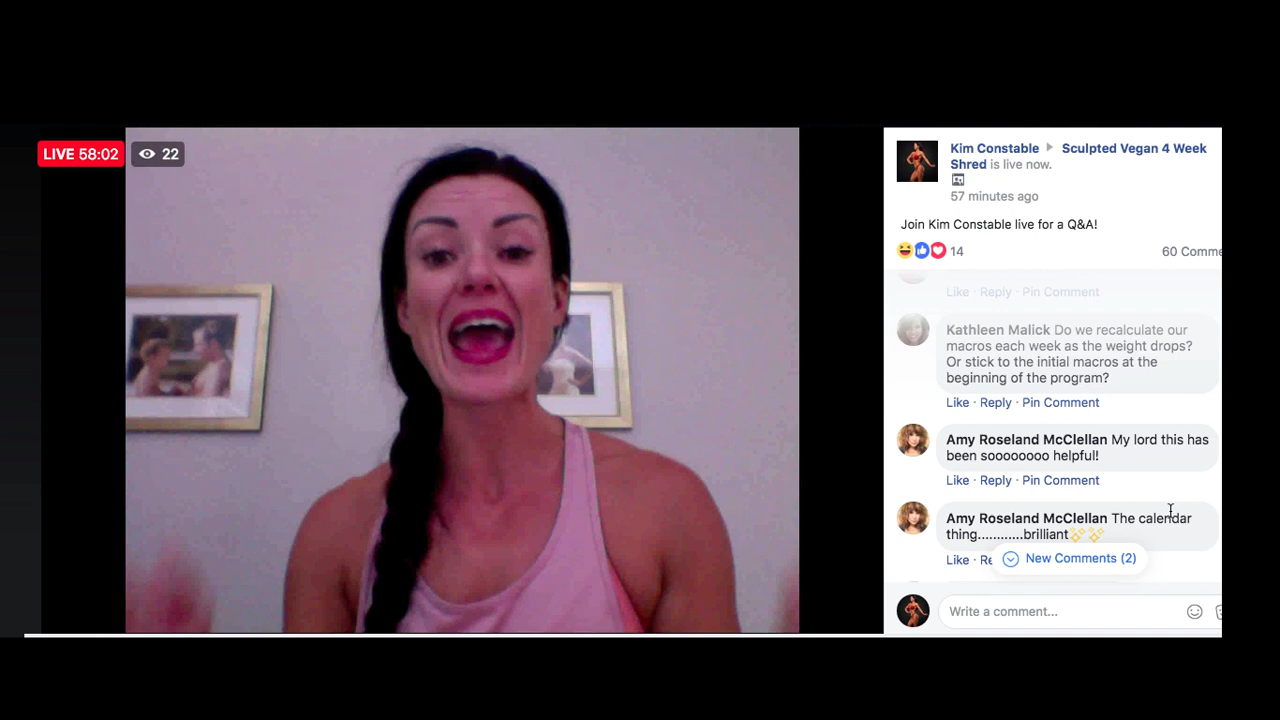 LIVE 58:02
22
Kim Constable Sculpted Vegan 4 Week
Shred is live now.
57 minutes ago
Join Kim Constable live for a Q&A!
14
60 Comme
Like · Reply · Pin Comment
Kathleen Malick Do we recalculate our
macros each week as the weight drops?
Or stick to the initial macros at the
beginning of the program?
Like · Reply · Pin Comment
Amy Roseland McClellan My lord this has
been soooooooo helpful!
Like · Reply · Pin Comment
Amy Roseland McClellan The calendar
thing............brilliant✨✨
Like · Re
New Comments (2)
Write a comment...